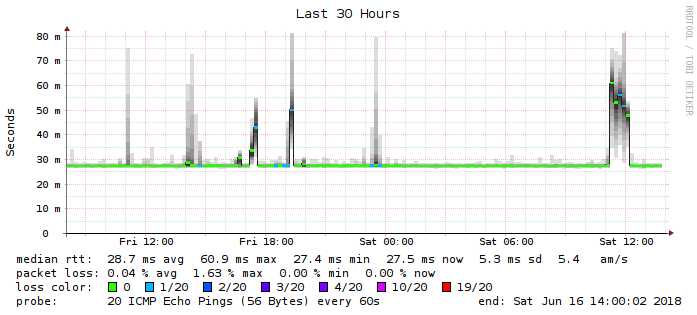 Last 30 Hours
RRDTOOL / TOBI OETIKER
Seconds
80 m
70 m
60 m
50 m
40 m
30 m
20 m
10 m
0
Fri 12:00 Fri 18:00 Sat 00:00 Sat 06:00 Sat 12:00
median rtt: 28.7 ms avg 60.9 ms max 27.4 ms min 27.5 ms now 5.3 ms sd 5.4 am/s
packet loss: 0.04 % avg 1.63 % max 0.00 % min 0.00 % now
loss color: 0 1/20 2/20 3/20 4/20 10/20 19/20
probe: 20 ICMP Echo Pings (56 Bytes) every 60s end: Sat Jun 16 14:00:02 2018